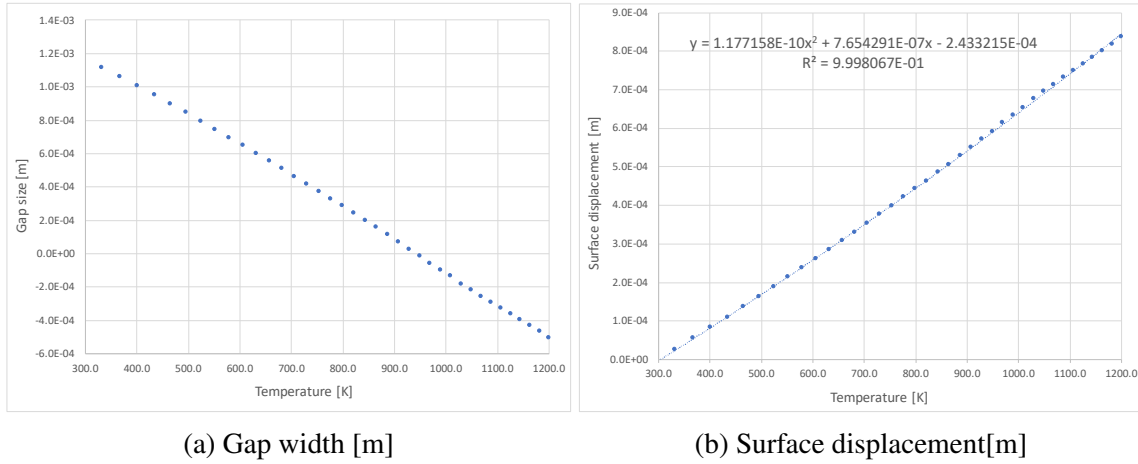 1.4E-03
1.2E-03
1.0E-03
8.0E-04
6.0E-04
4.0E-04
2.0E-04
0.0E+00
-2.0E-04
-4.0E-04
-6.0E-04
Gap size [m]
300.0 400.0 500.0 600.0 700.0 800.0 900.0 1000.0 1100.0 1200.0
Temperature [K]
(a) Gap width [m]
9.0E-04
8.0E-04
7.0E-04
6.0E-04
5.0E-04
4.0E-04
3.0E-04
2.0E-04
1.0E-04
0.0E+00
Surface displacement [m]
y = 1.177158E-10x² + 7.654291E-07x - 2.433215E-04
R² = 9.998067E-01
300.0 400.0 500.0 600.0 700.0 800.0 900.0 1000.0 1100.0 1200.0
Temperature [K]
(b) Surface displacement[m]